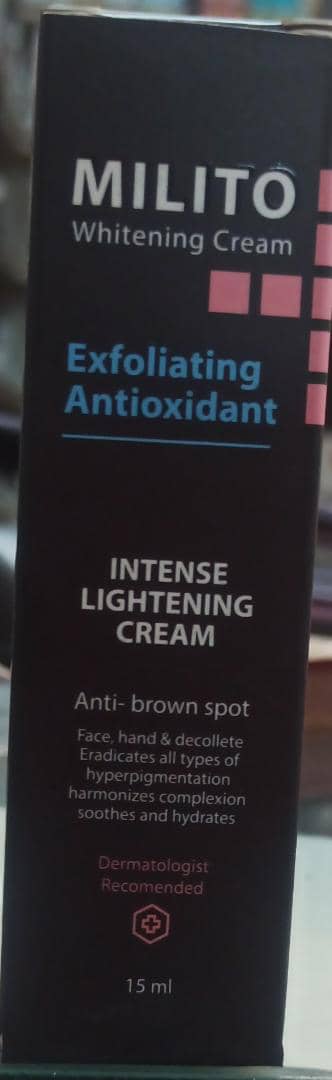 MILITO
Whitening Cream
Exfoliating
Antioxidant
INTENSE
LIGHTENING
CREAM
Anti- brown spot
Face, hand & decollete
Eradicates all types of
hyperpigmentation
harmonizes complexion
soothes and hydrates
Dermatologist
Recomended
15 ml